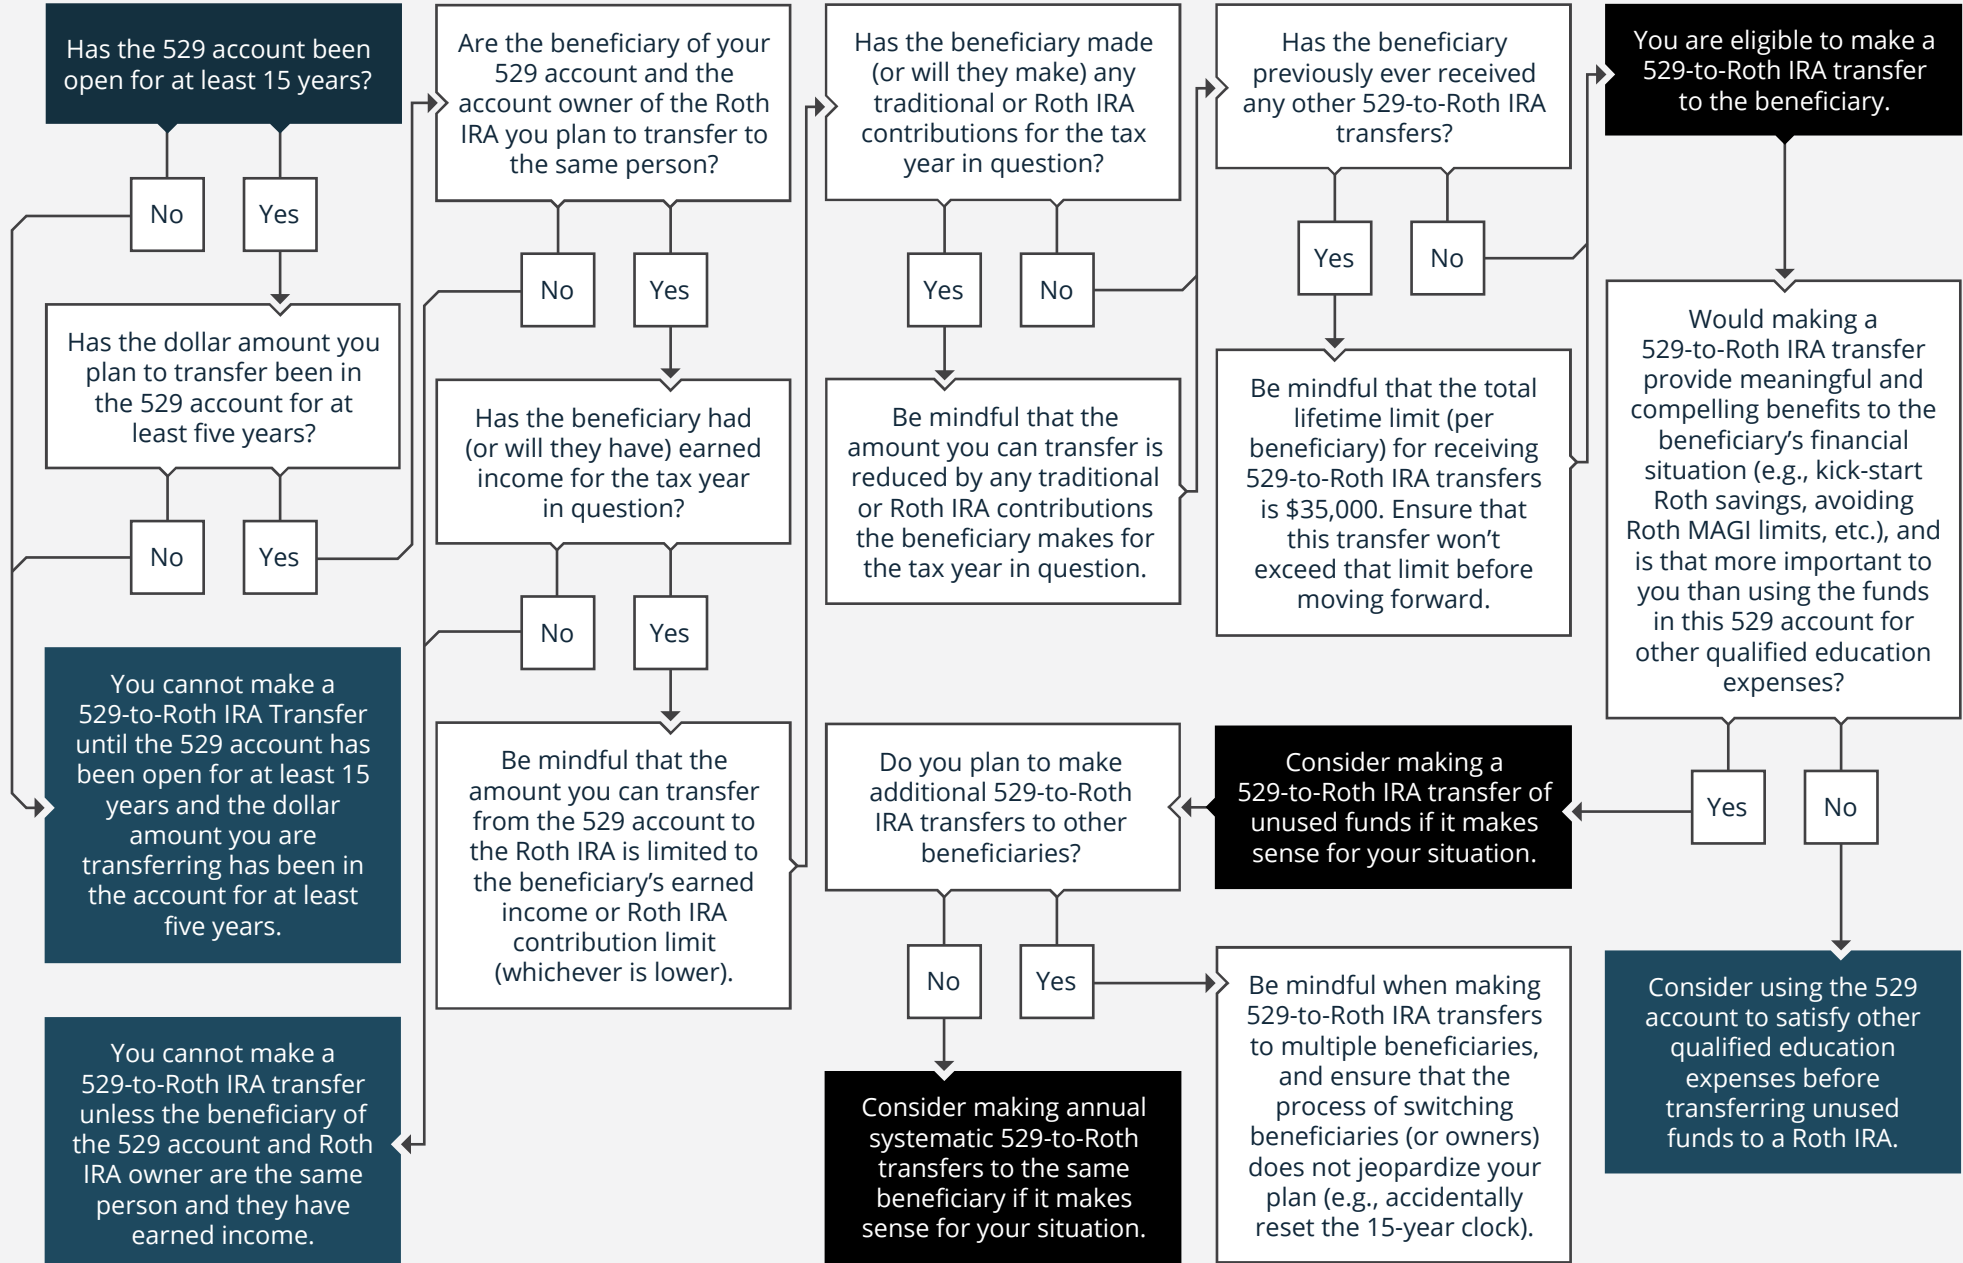 Has the 529 account been
open for at least 15 years?
No
Yes
Has the dollar amount you
plan to transfer been in
the 529 account for at
least five years?
No
Yes
You cannot make a
529-to-Roth IRA Transfer
until the 529 account has
been open for at least 15
years and the dollar
amount you are
transferring has been in
the account for at least
five years.
You cannot make a
529-to-Roth IRA transfer
unless the beneficiary of
the 529 account and Roth
IRA owner are the same
person and they have
earned income.
Are the beneficiary of your
529 account and the
account owner of the Roth
IRA you plan to transfer to
the same person?
No
Yes
Has the beneficiary had
(or will they have) earned
income for the tax year
in question?
No
Yes
Be mindful that the
amount you can transfer
from the 529 account to
the Roth IRA is limited to
the beneficiary's earned
income or Roth IRA
contribution limit
(whichever is lower).
Has the beneficiary made
(or will they make) any
traditional or Roth IRA
contributions for the tax
year in question?
Yes
No
Be mindful that the
amount you can transfer is
reduced by any traditional
or Roth IRA contributions
the beneficiary makes for
the tax year in question.
Has the beneficiary
previously ever received
any other 529-to-Roth IRA
transfers?
Yes
No
Be mindful that the total
lifetime limit (per
beneficiary) for receiving
529-to-Roth IRA transfers
is $35,000. Ensure that
this transfer won't
exceed that limit before
moving forward.
You are eligible to make a
529-to-Roth IRA transfer
to the beneficiary.
Would making a
529-to-Roth IRA transfer
provide meaningful and
compelling benefits to the
beneficiary's financial
situation (e.g., kick-start
Roth savings, avoiding
Roth MAGI limits, etc.), and
is that more important to
you than using the funds
in this 529 account for
other qualified education
expenses?
Yes
No
Consider making a
529-to-Roth IRA transfer of
unused funds if it makes
sense for your situation.
Consider using the 529
account to satisfy other
qualified education
expenses before
transferring unused
funds to a Roth IRA.
Do you plan to make
additional 529-to-Roth
IRA transfers to other
beneficiaries?
No
Yes
Consider making annual
systematic 529-to-Roth
transfers to the same
beneficiary if it makes
sense for your situation.
Be mindful when making
529-to-Roth IRA transfers
to multiple beneficiaries,
and ensure that the
process of switching
beneficiaries (or owners)
does not jeopardize your
plan (e.g., accidentally
reset the 15-year clock).